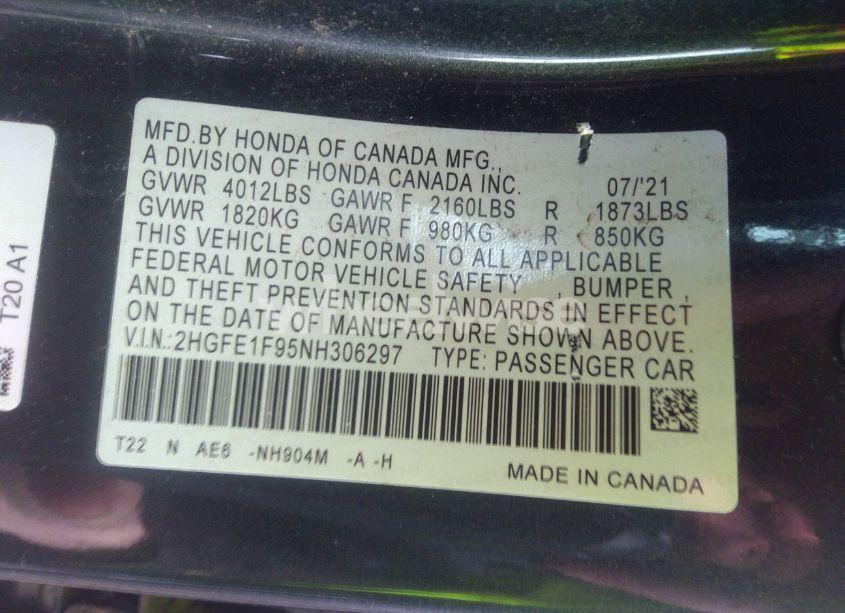 MFD.BY HONDA OF CANADA MFG.,
A DIVISION OF HONDA CANADA INC. 07/'21
GVWR 4012LBS GAWR F 2160LBS R 1873LBS
GVWR 1820KG GAWR F 980KG R 850KG
THIS VEHICLE CONFORMS TO ALL APPLICABLE
FEDERAL MOTOR VEHICLE SAFETY , BUMPER ,
AND THEFT PREVENTION STANDARDS IN EFFECT
ON THE DATE OF MANUFACTURE SHOWN ABOVE.
V.I.N.:2HGFE1F95NH306297 TYPE: PASSENGER CAR
T22 N AE6 -NH904M -A -H
MADE IN CANADA
T20 A1